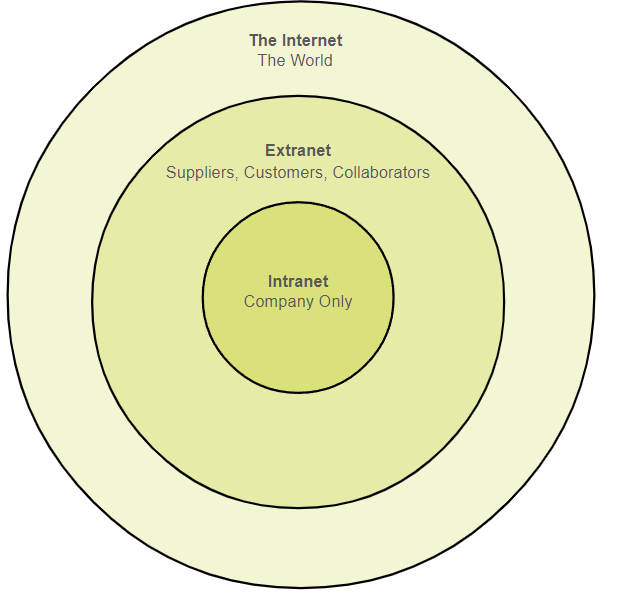 The Internet
The World
Extranet
Suppliers, Customers, Collaborators
Intranet
Company Only